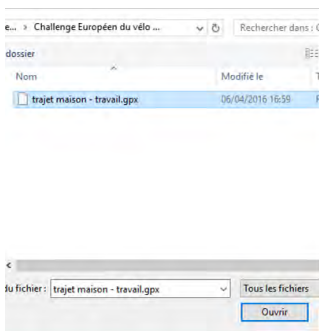 e... > Challenge Européen du vélo ... Rechercher dans : C
dossier
Nom Modifié le T
trajet maison - travail.gpx 06/04/2016 16:59 F
du fichier : trajet maison - travail.gpx Tous les fichiers
Ouvrir